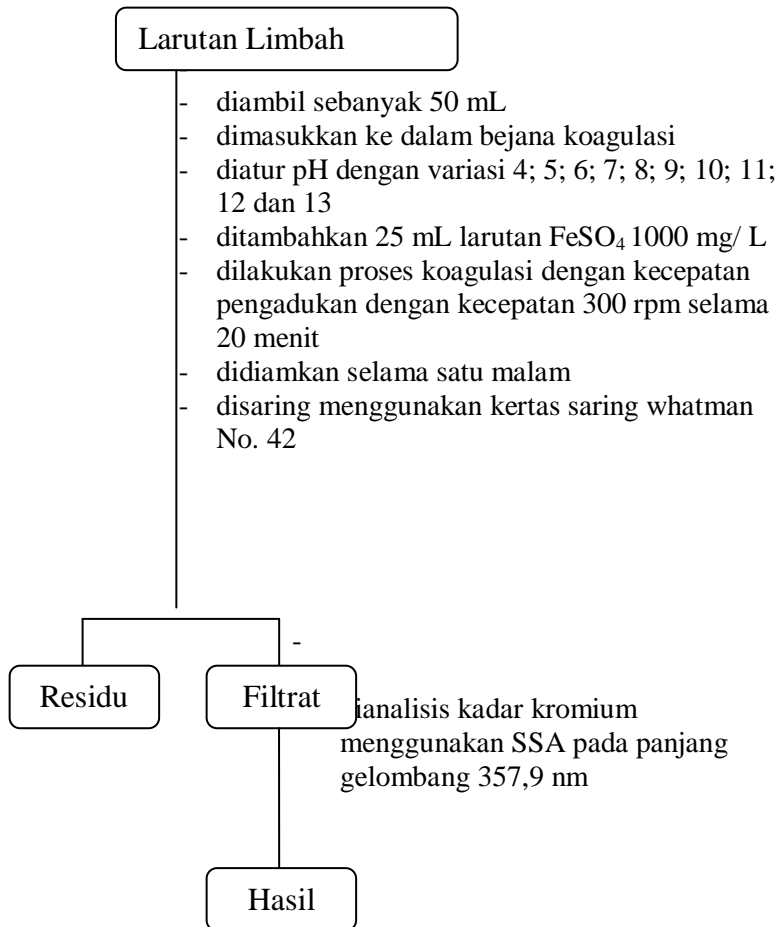 Larutan Limbah
- diambil sebanyak 50 mL
- dimasukkan ke dalam bejana koagulasi
- diatur pH dengan variasi 4; 5; 6; 7; 8; 9; 10; 11;
12 dan 13
- ditambahkan 25 mL larutan FeSO₄ 1000 mg/ L
- dilakukan proses koagulasi dengan kecepatan
pengadukan dengan kecepatan 300 rpm selama
20 menit
- didiamkan selama satu malam
- disaring menggunakan kertas saring whatman
No. 42
-
Residu
Filtrat
ianalisis kadar kromium
menggunakan SSA pada panjang
gelombang 357,9 nm
Hasil